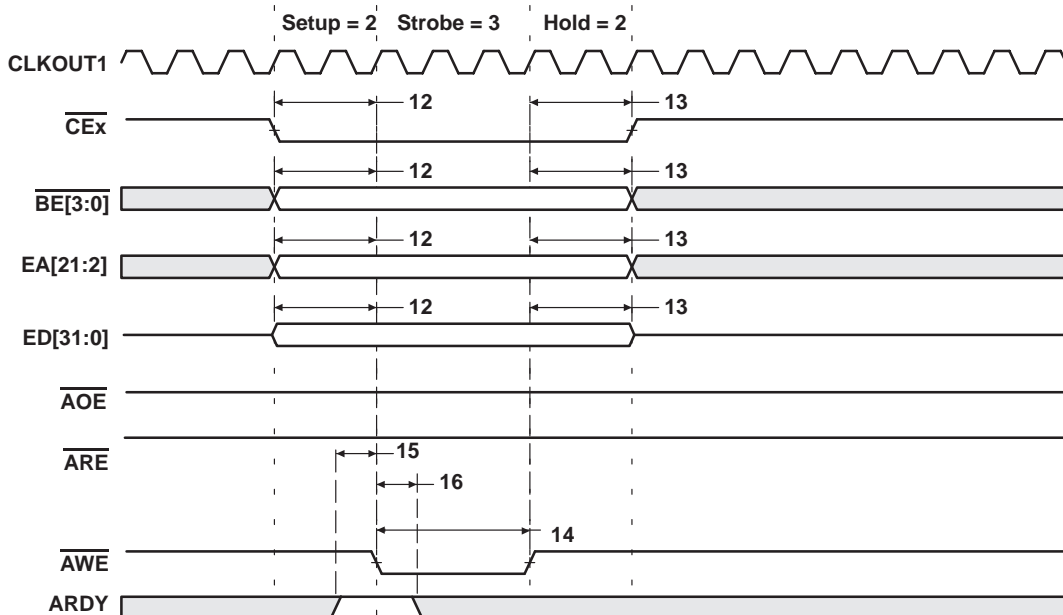 Setup = 2 Strobe = 3 Hold = 2
CLKOUT1
12 13
CEx
12 13
BE[3:0]
12 13
EA[21:2]
12 13
ED[31:0]
AOE
15
ARE
16
14
AWE
ARDY